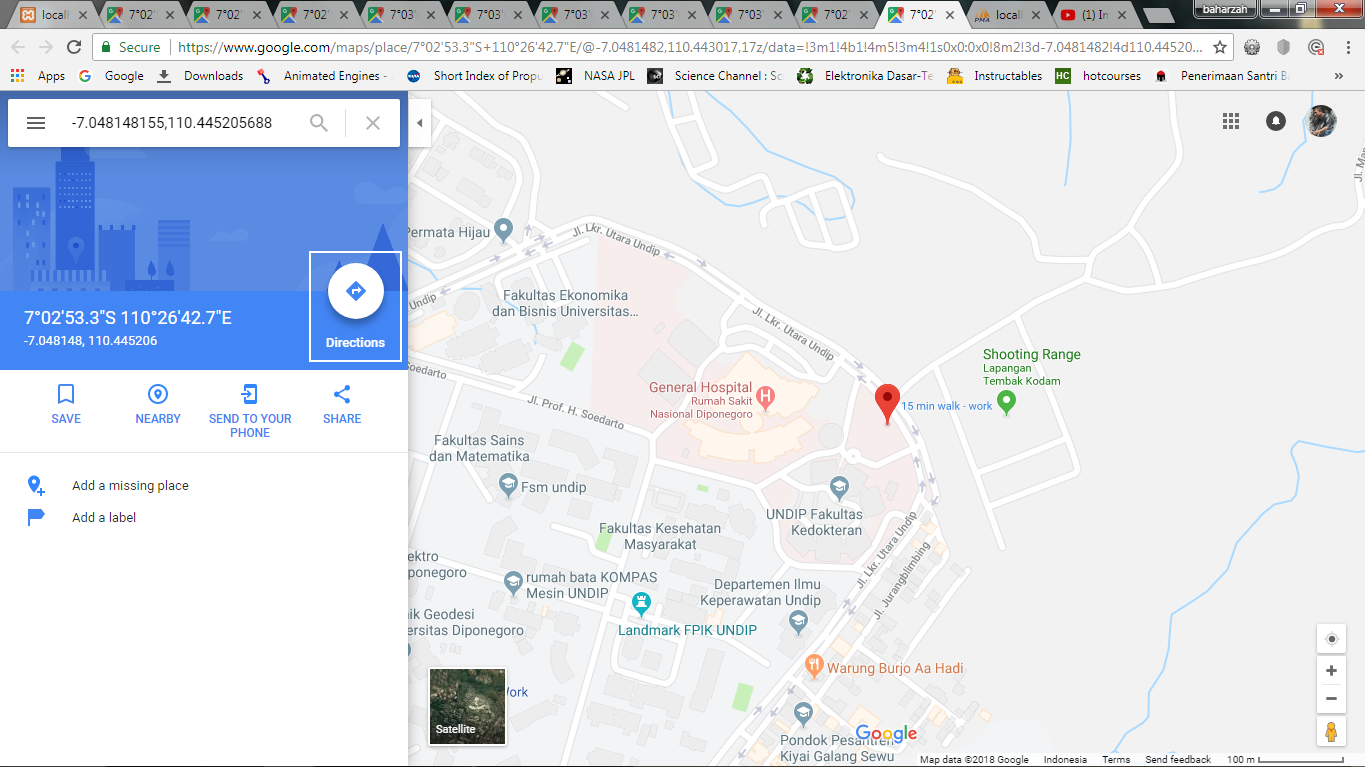 baharzah
locall
7°02'
7°02'
7°02'
7°03'
7°03'
7°03'
7°03'
7°03'
7°02'
7°02'
locall
(1) In
Secure
https://www.google.com/maps/place/7°02'53.3"S+110°26'42.7"E/@-7.0481482,110.443017,17z/data=!3m1!4b1!4m5!3m4!1s0x0:0x0!8m2!3d-7.0481482!4d110.44520...
Apps
Google
Downloads
Animated Engines -
Short Index of Propu
NASA JPL
Science Channel : Sc
Elektronika Dasar-Te
Instructables
HC hotcourses
Penerimaan Santri Ba
»
-7.048148155,110.445205688
7°02'53.3"S 110°26'42.7"E
-7.048148, 110.445206
Directions
SAVE
NEARBY
SEND TO YOUR
PHONE
SHARE
Add a missing place
Add a label
Permata Hijau
Jl. Lkr. Utara Undip
Jl. Ma
Undip
Fakultas Ekonomika
dan Bisnis Universitas...
Jl. Lkr. Utara Undip
Shooting Range
Lapangan
Tembak Kodam
Soedarto
General Hospital
Rumah Sakit
Nasional Diponegoro
H
15 min walk - work
Jl. Prof. H. Soedarto
Fakultas Sains
dan Matematika
Fsm undip
UNDIP Fakultas
Kedokteran
Fakultas Kesehatan
Masyarakat
Jl. Lkr. Utara Undip
Jl. Jurangblimbing
ektro
ponegoro
rumah bata KOMPAS
Mesin UNDIP
Departemen Ilmu
Keperawatan Undip
ik Geodesi
ersitas Diponegoro
Landmark FPIK UNDIP
Warung Burjo Aa Hadi
Work
Satellite
Pondok Pesantren
Kiyai Galang Sewu
Google
Map data ©2018 Google
Indonesia
Terms
Send feedback
100 m